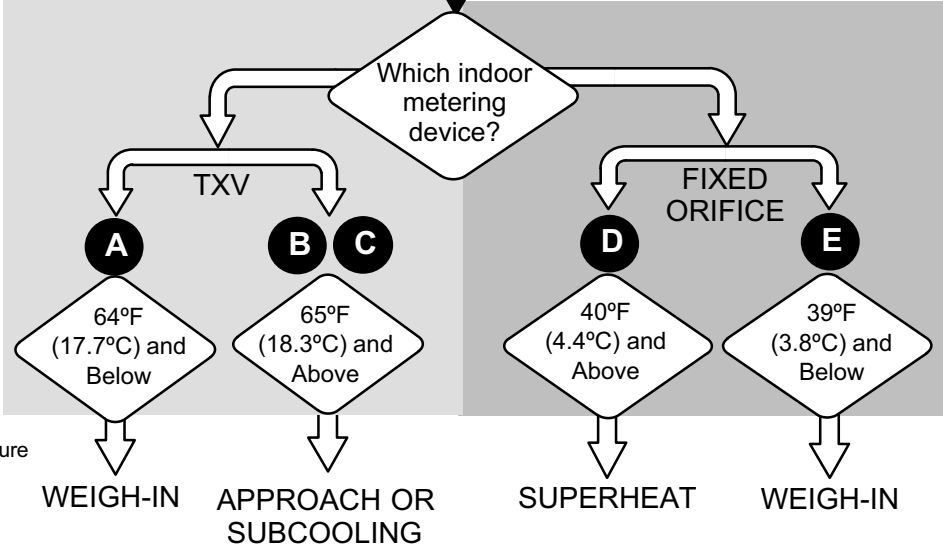 Which indoor
metering
device?
TXV
FIXED
ORIFICE
A
B
C
D
E
64ºF
(17.7ºC) and
Below
65ºF
(18.3ºC) and
Above
40ºF
(4.4ºC) and
Above
39ºF
(3.8ºC) and
Below
ure
WEIGH-IN
APPROACH OR
SUBCOOLING
SUPERHEAT
WEIGH-IN